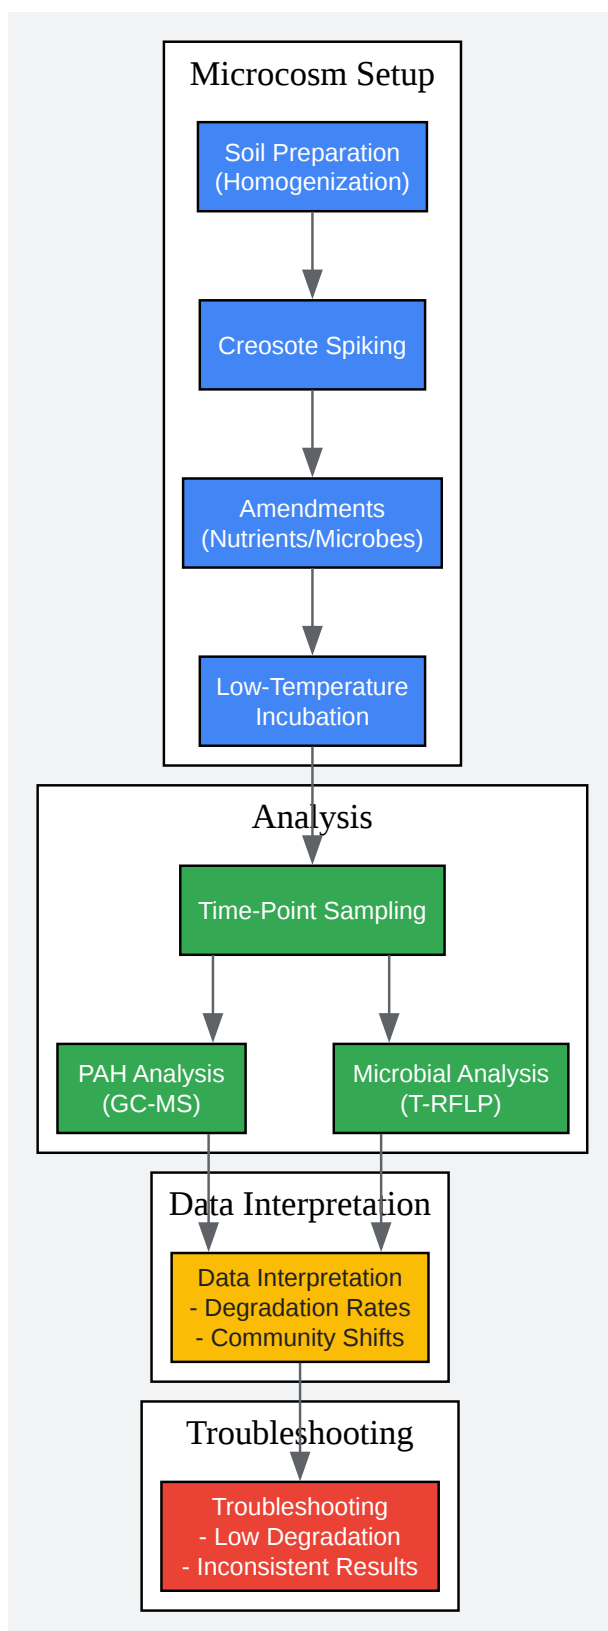 Microcosm Setup
Soil Preparation
(Homogenization)
Creosote Spiking
Amendments
(Nutrients/Microbes)
Low-Temperature
Incubation
Analysis
Time-Point Sampling
PAH Analysis
(GC-MS)
Microbial Analysis
(T-RFLP)
Data Interpretation
Data Interpretation
- Degradation Rates
- Community Shifts
Troubleshooting
Troubleshooting
- Low Degradation
- Inconsistent Results